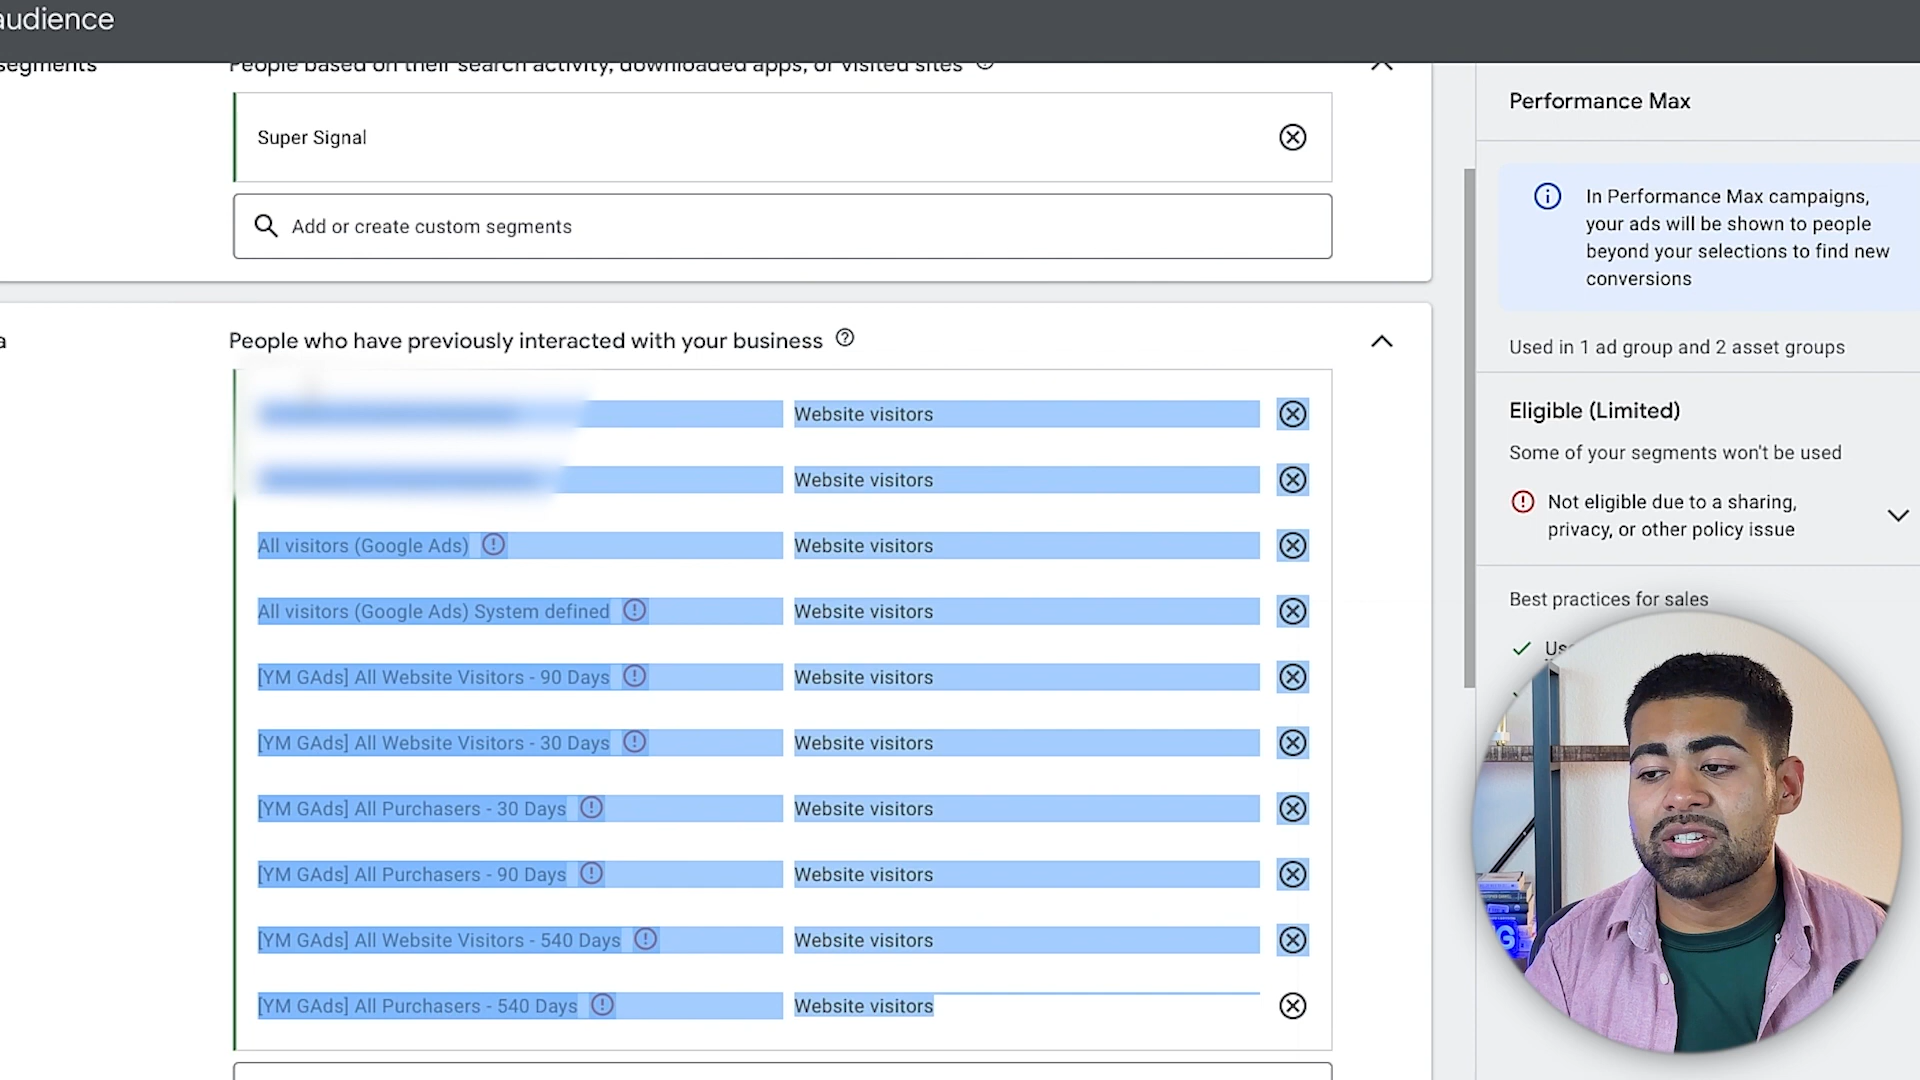 audience
segments
People based on their search activity, downloaded apps, or visited sites
Super Signal
Add or create custom segments
a
People who have previously interacted with your business
Website visitors
Website visitors
All visitors (Google Ads) Website visitors
All visitors (Google Ads) System defined Website visitors
[YM GAds] All Website Visitors - 90 Days Website visitors
[YM GAds] All Website Visitors - 30 Days Website visitors
[YM GAds] All Purchasers - 30 Days Website visitors
[YM GAds] All Purchasers - 90 Days Website visitors
[YM GAds] All Website Visitors - 540 Days Website visitors
[YM GAds] All Purchasers - 540 Days Website visitors
Performance Max
In Performance Max campaigns,
your ads will be shown to people
beyond your selections to find new
conversions
Used in 1 ad group and 2 asset groups
Eligible (Limited)
Some of your segments won't be used
Not eligible due to a sharing,
privacy, or other policy issue
Best practices for sales